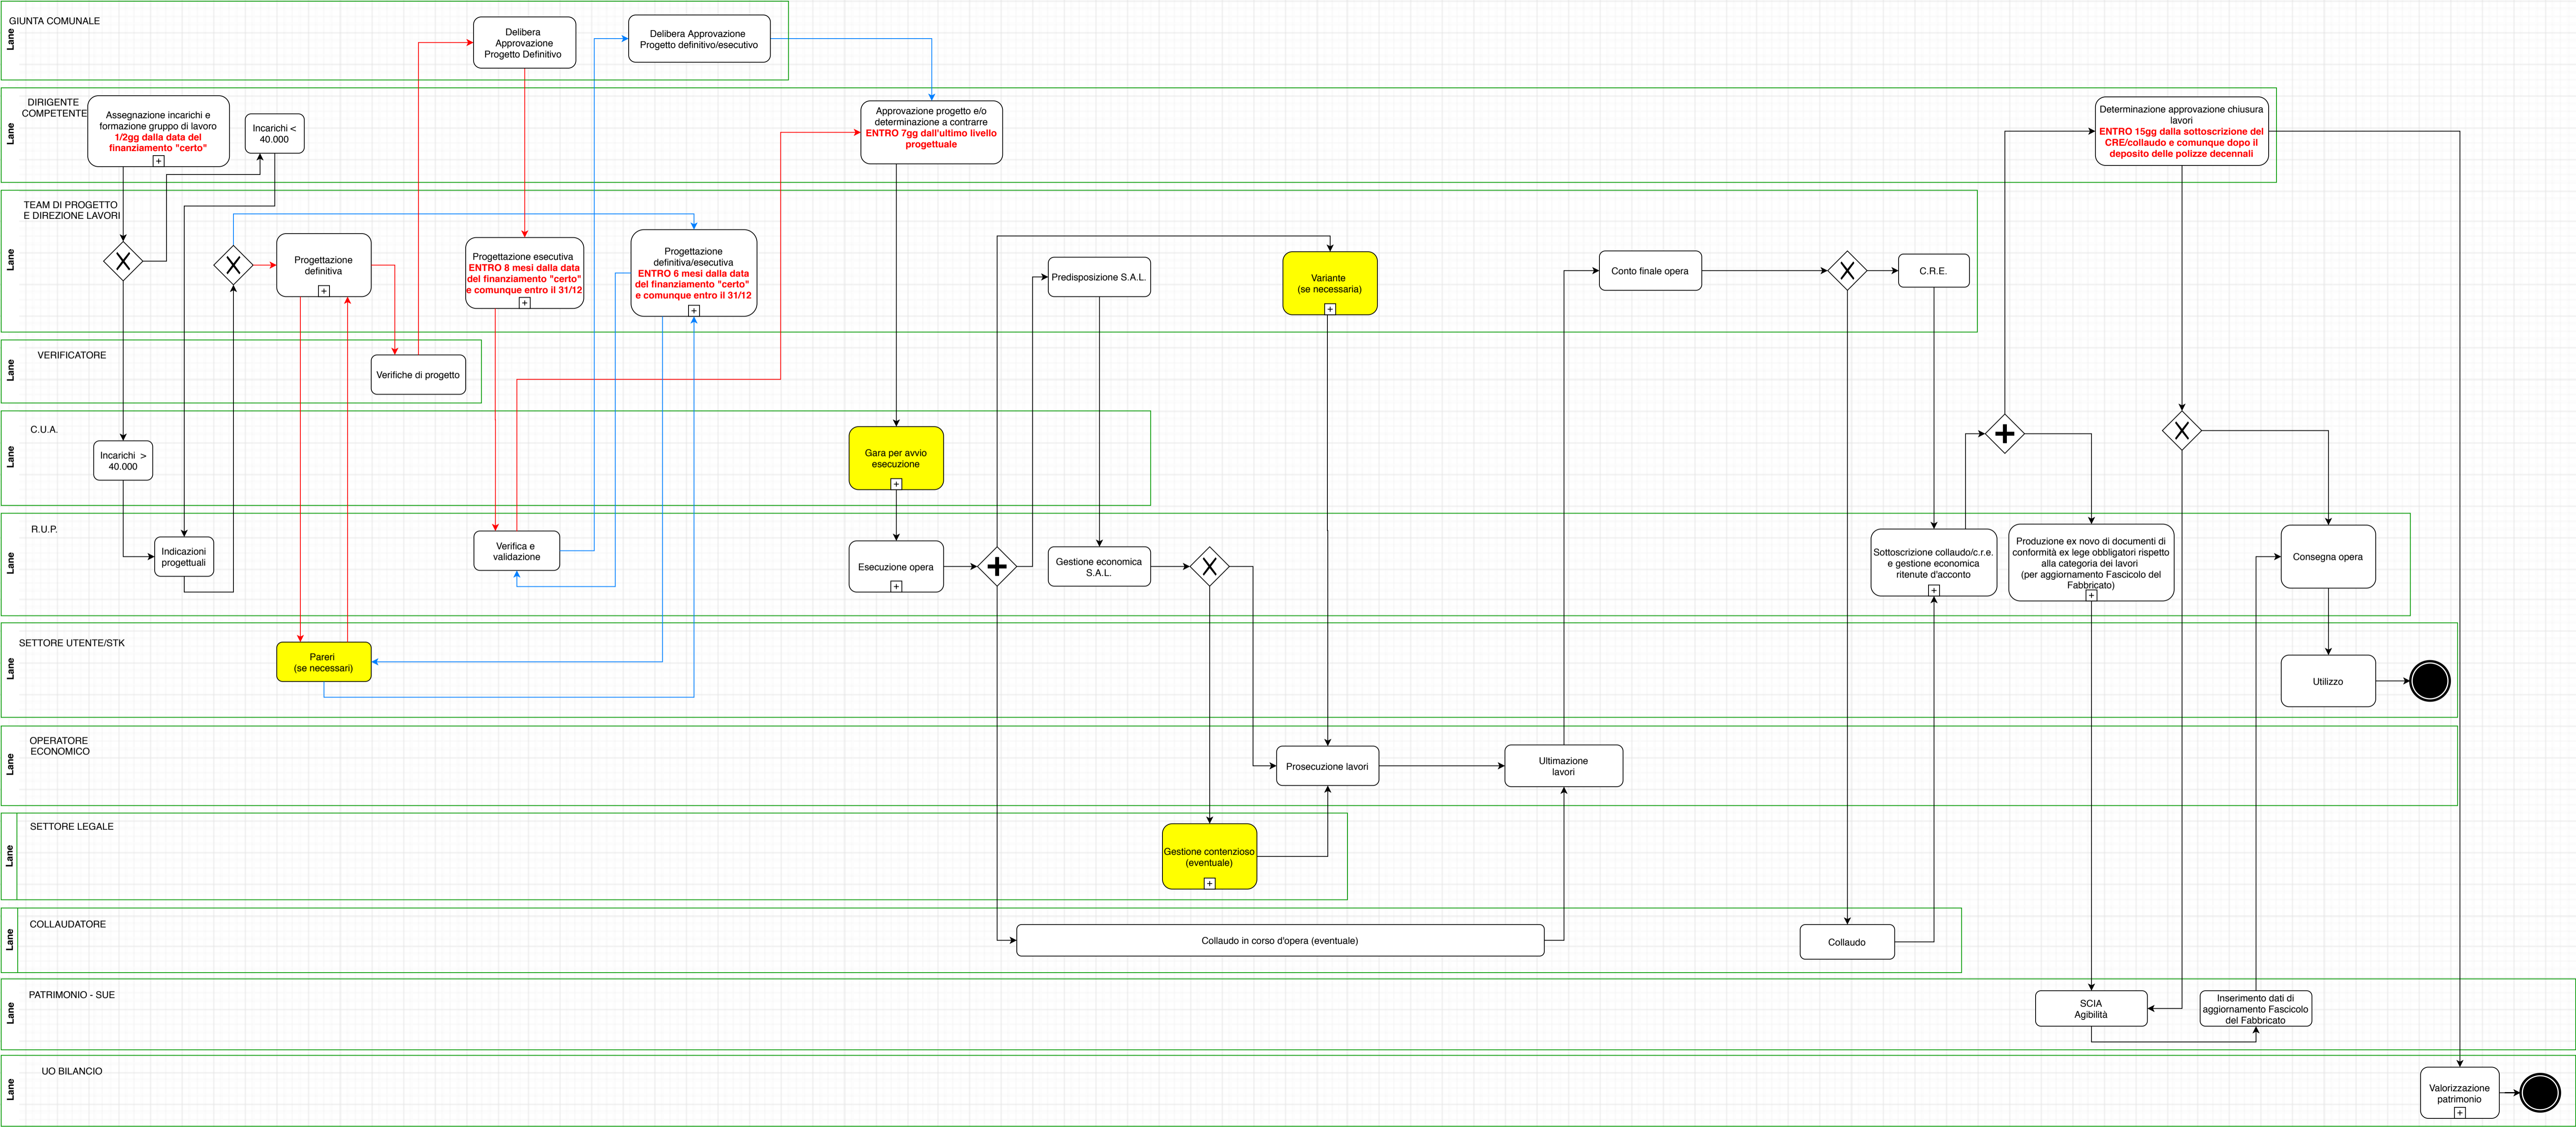 Lane
GIUNTA COMUNALE
Delibera
Approvazione
Progetto Definitivo
Delibera Approvazione
Progetto definitivo/esecutivo
Lane
DIRIGENTE
COMPETENTE
Assegnazione incarichi e
formazione gruppo di lavoro
1/2gg dalla data del
finanziamento "certo"
Incarichi <
40.000
Approvazione progetto e/o
determinazione a contrarre
ENTRO 7gg dall'ultimo livello
progettuale
Determinazione approvazione chiusura
lavori
ENTRO 15gg dalla sottoscrizione del
CRE/collaudo e comunque dopo il
deposito delle polizze decennali
Lane
TEAM DI PROGETTO
E DIREZIONE LAVORI
Progettazione
definitiva
Progettazione esecutiva
ENTRO 8 mesi dalla data
del finanziamento "certo"
e comunque entro il 31/12
Progettazione
definitiva/esecutiva
ENTRO 6 mesi dalla data
del finanziamento "certo"
e comunque entro il 31/12
Predisposizione S.A.L.
Variante
(se necessaria)
Conto finale opera
C.R.E.
Lane
VERIFICATORE
Verifiche di progetto
Lane
C.U.A.
Incarichi >
40.000
Gara per avvio
esecuzione
Lane
R.U.P.
Indicazioni
progettuali
Verifica e
validazione
Esecuzione opera
Gestione economica
S.A.L.
Sottoscrizione collaudo/c.r.e.
e gestione economica
ritenute d'acconto
Produzione ex novo di documenti di
conformità ex lege obbligatori rispetto
alla categoria dei lavori
(per aggiornamento Fascicolo del
Fabbricato)
Consegna opera
Lane
SETTORE UTENTE/STK
Pareri
(se necessari)
Utilizzo
Lane
OPERATORE
ECONOMICO
Prosecuzione lavori
Ultimazione
lavori
Lane
SETTORE LEGALE
Gestione contenzioso
(eventuale)
Lane
COLLAUDATORE
Collaudo in corso d'opera (eventuale)
Collaudo
Lane
PATRIMONIO - SUE
SCIA
Agibilità
Inserimento dati di
aggiornamento Fascicolo
del Fabbricato
Lane
UO BILANCIO
Valorizzazione
patrimonio